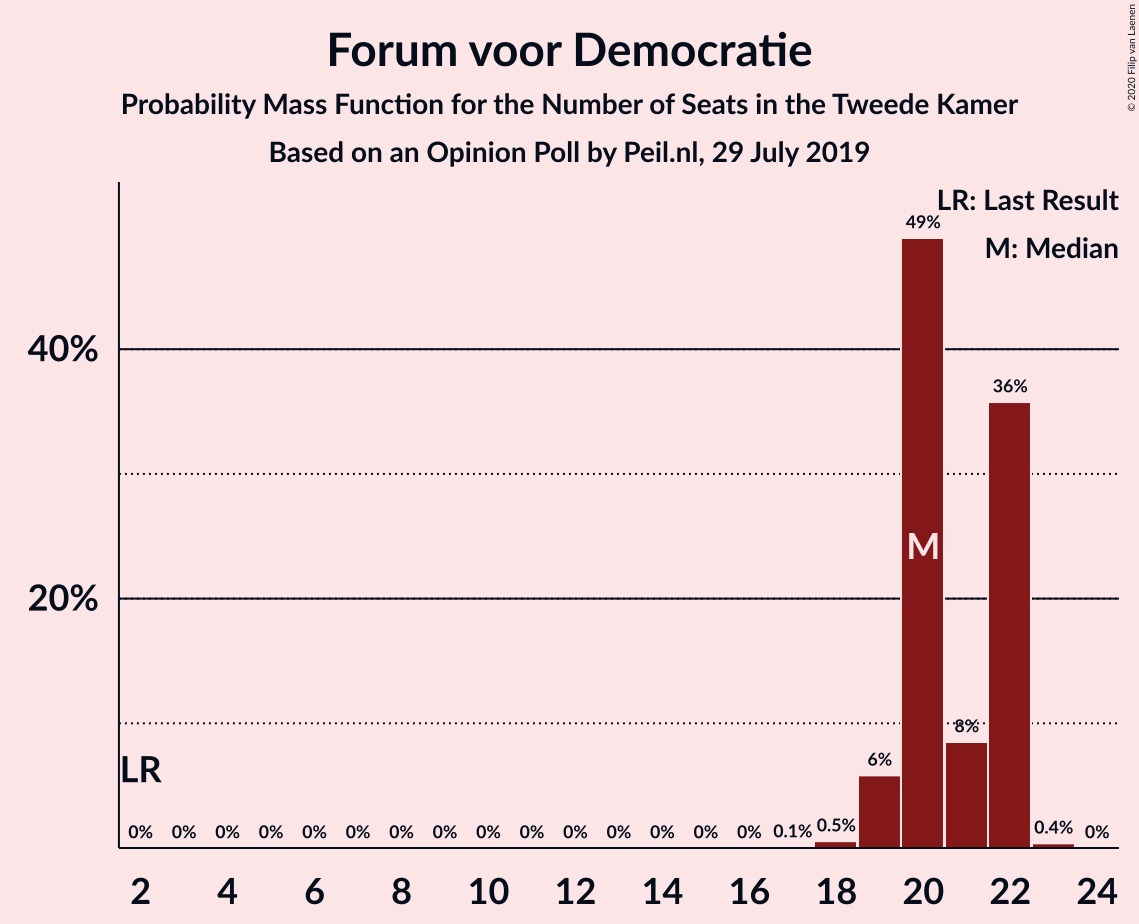 Forum voor Democratie
Probability Mass Function for the Number of Seats in the Tweede Kamer
Based on an Opinion Poll by Peil.nl, 29 July 2019
© 2020 Filip van Laenen
LR: Last Result
M: Median
49%
40%
36%
M
20%
8%
6%
LR
0% 0% 0% 0% 0% 0% 0% 0% 0% 0% 0% 0% 0% 0% 0% 0.1% 0.5% 0.4% 0%
2 4 6 8 10 12 14 16 18 20 22 24